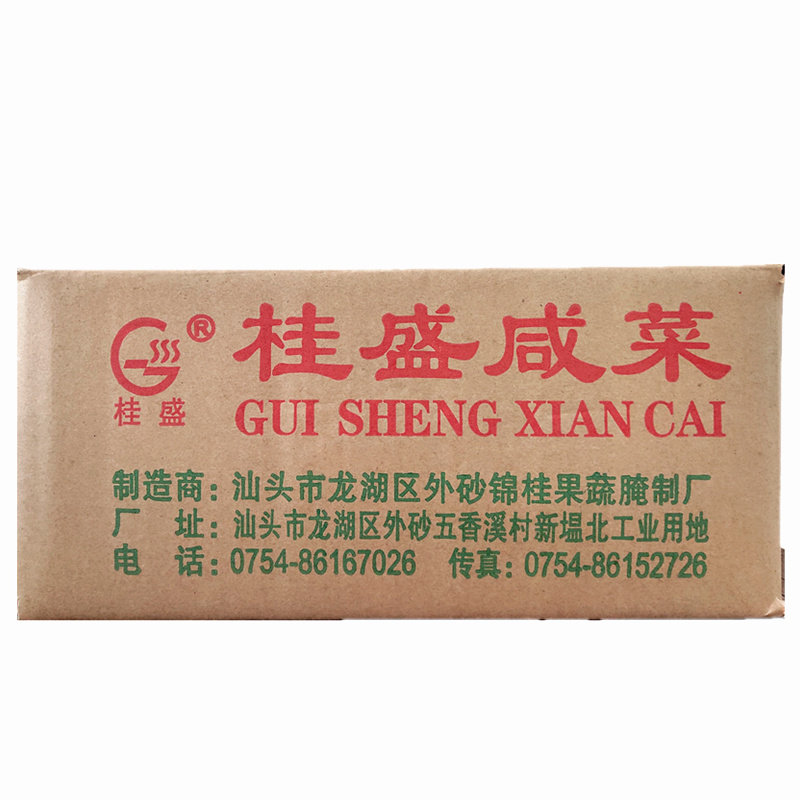 ® 桂盛咸菜
桂盛 GUI SHENG XIAN CAI
制造商：汕头市龙湖区外砂锦桂果蔬腌制厂
厂址：汕头市龙湖区外砂五香溪村新塭北工业用地
电话：0754-86167026 传真：0754-86152726